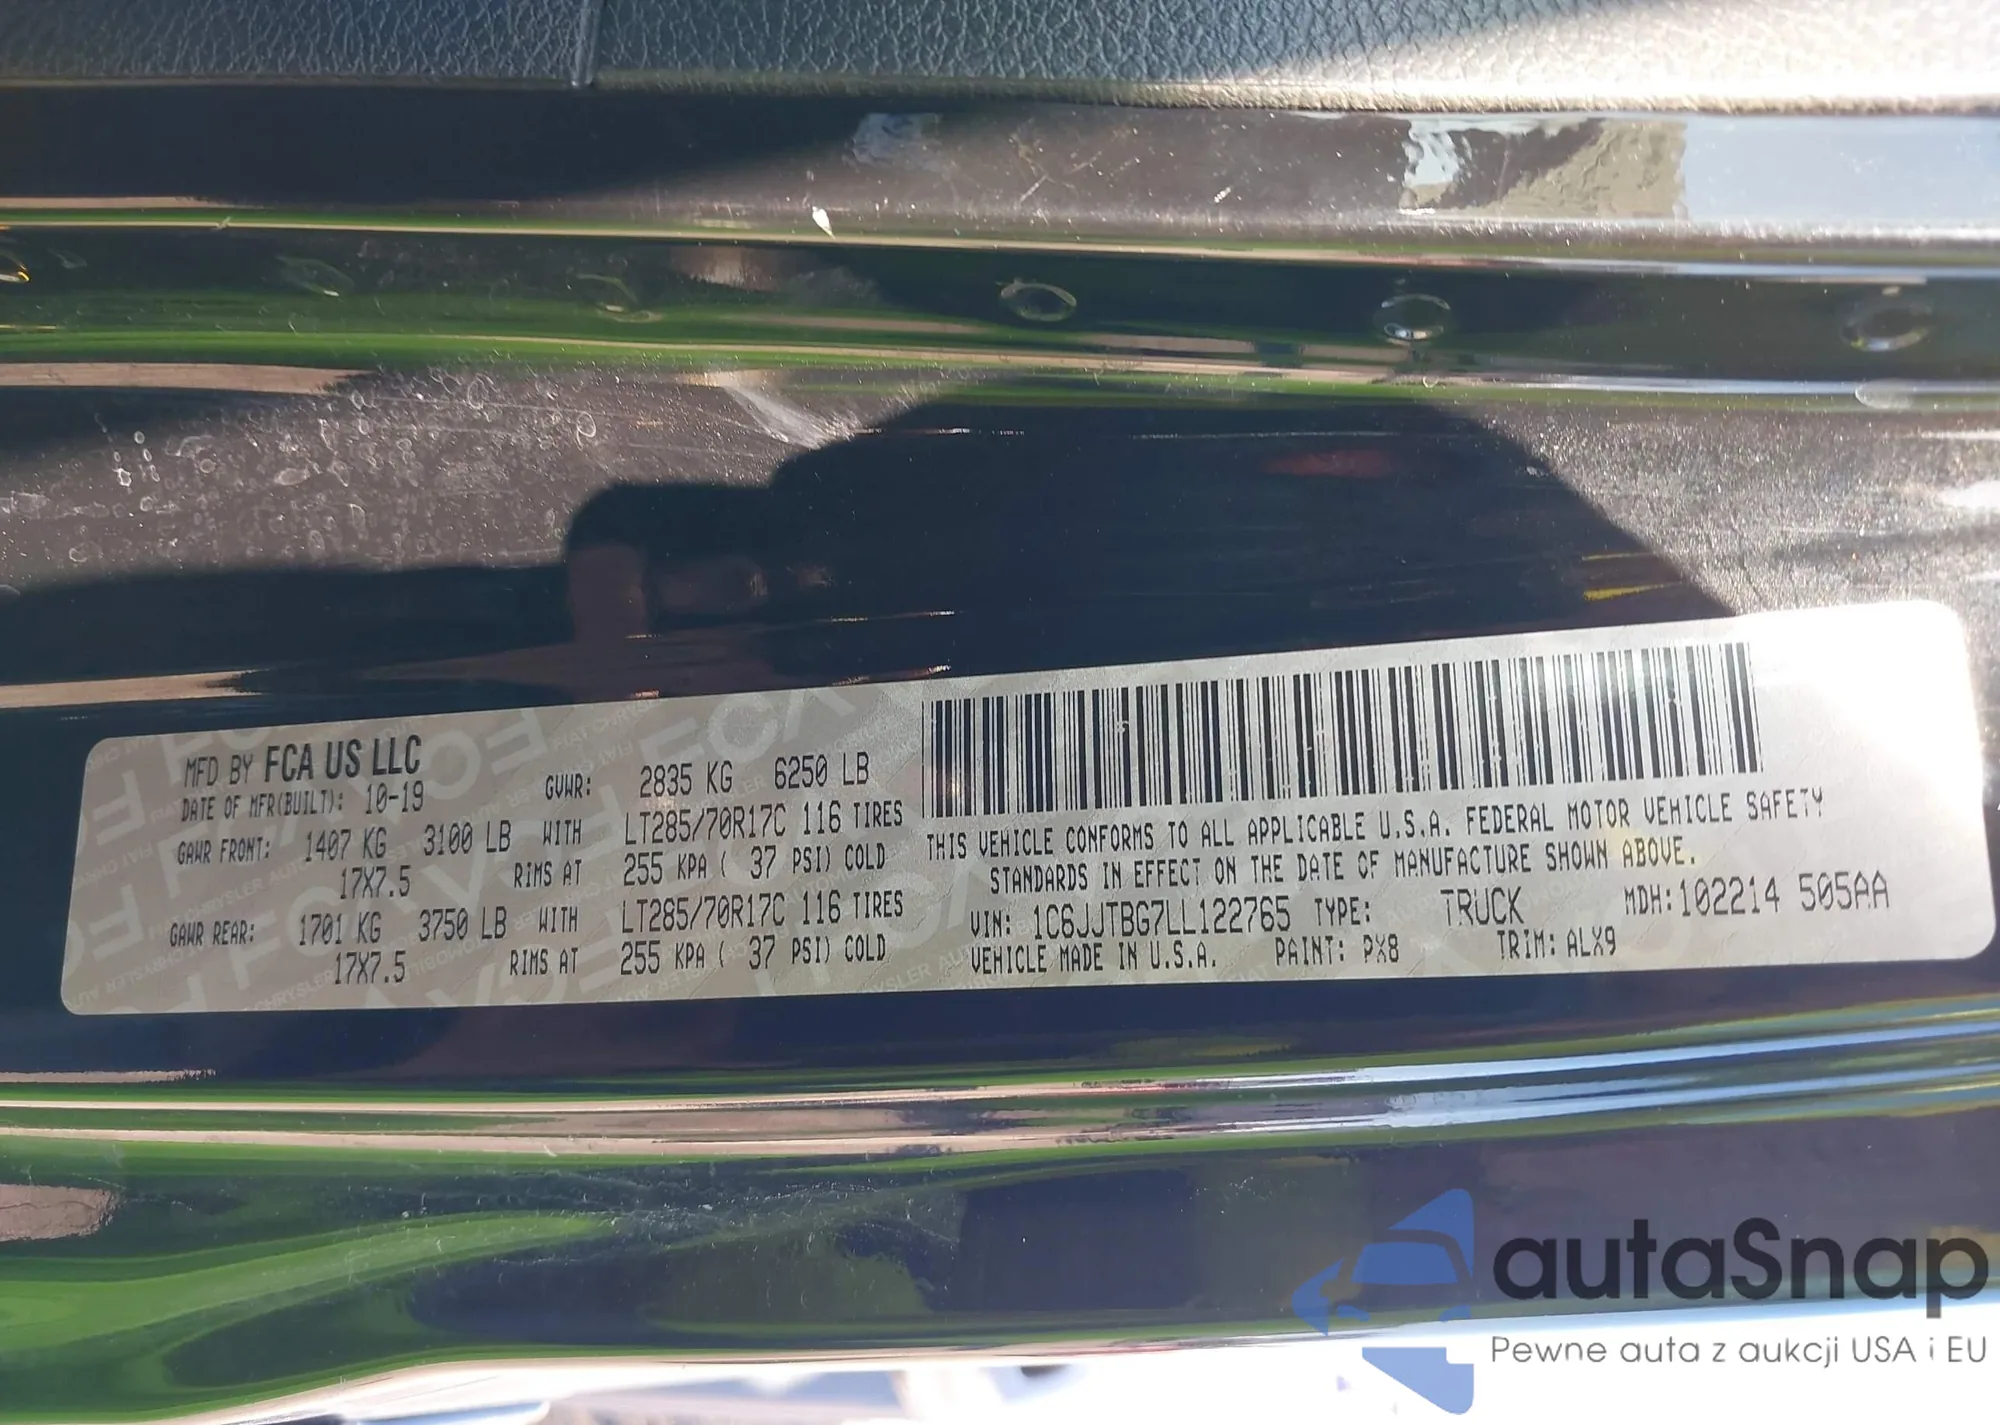 MFD BY FCA US LLC
DATE OF MFR(BUILT): 10-19
GVWR: 2835 KG 6250 LB
GAWR FRONT: 1407 KG 3100 LB WITH LT285/70R17C 116 TIRES
17X7.5 RIMS AT 255 KPA ( 37 PSI) COLD
GAWR REAR: 1701 KG 3750 LB WITH LT285/70R17C 116 TIRES
17X7.5 RIMS AT 255 KPA ( 37 PSI) COLD
THIS VEHICLE CONFORMS TO ALL APPLICABLE U.S.A. FEDERAL MOTOR VEHICLE SAFETY
STANDARDS IN EFFECT ON THE DATE OF MANUFACTURE SHOWN ABOVE.
VIN: 1C6JJTBG7LL122765 TYPE: TRUCK MDH:102214 505AA
VEHICLE MADE IN U.S.A. PAINT: PX8 TRIM: ALX9
autaSnap
Pewne auta z aukcji USA i EU